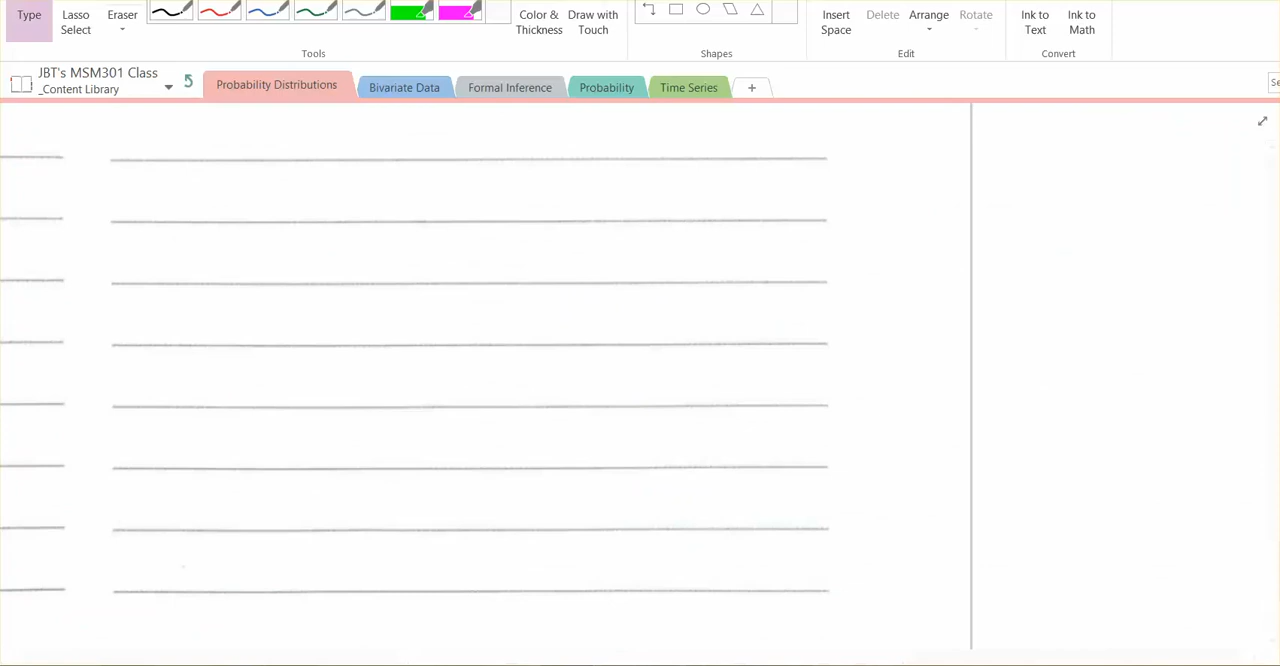 Type
Lasso
Select
Eraser
Color &
Thickness
Draw with
Touch
Insert
Space
Delete
Arrange
Rotate
Ink to
Text
Ink to
Math
Tools
Shapes
Edit
Convert
JBT's MSM301 Class
_Content Library
Probability Distributions
Bivariate Data
Formal Inference
Probability
Time Series
+
Se